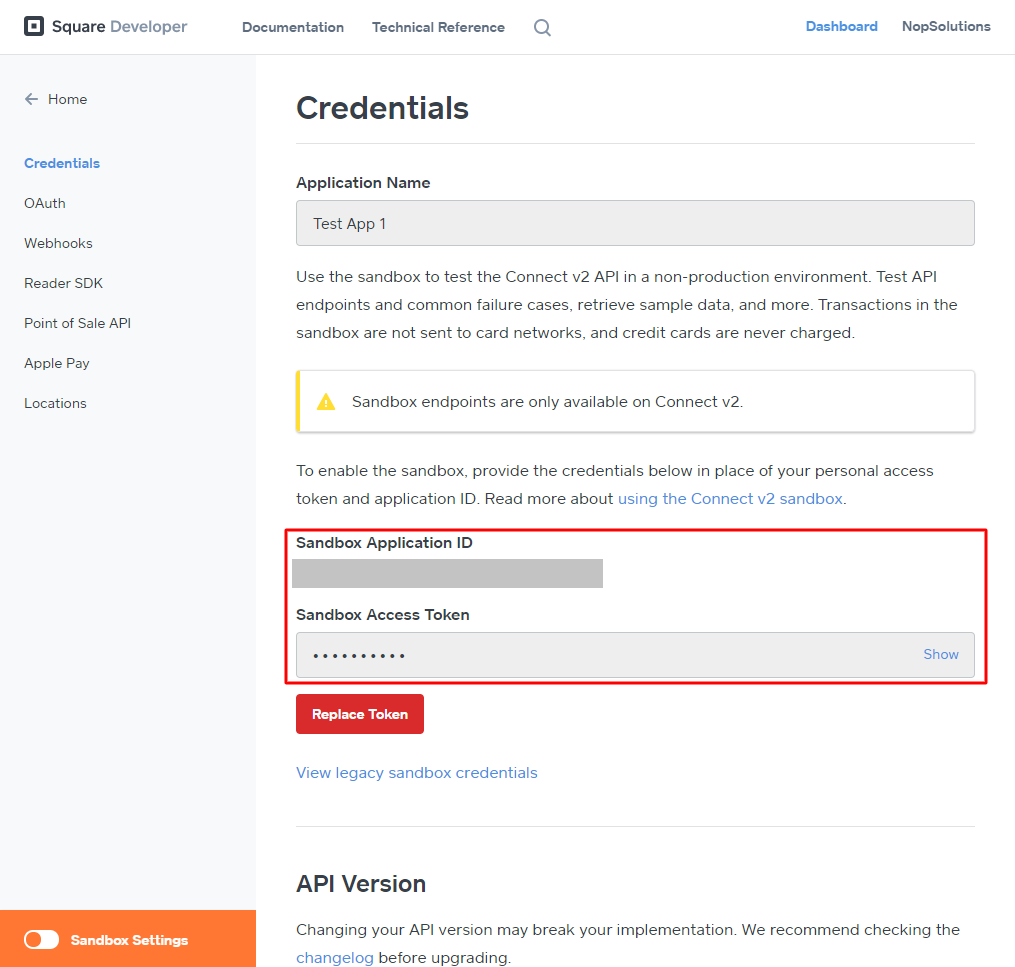 Square Developer
Documentation
Technical Reference
Dashboard
NopSolutions
Home
Credentials
OAuth
Webhooks
Reader SDK
Point of Sale API
Apple Pay
Locations
Sandbox Settings
Credentials
Application Name
Test App 1
Use the sandbox to test the Connect v2 API in a non-production environment. Test API
endpoints and common failure cases, retrieve sample data, and more. Transactions in the
sandbox are not sent to card networks, and credit cards are never charged.
Sandbox endpoints are only available on Connect v2.
To enable the sandbox, provide the credentials below in place of your personal access
token and application ID. Read more about using the Connect v2 sandbox.
Sandbox Application ID
Sandbox Access Token
•••••••••• Show
Replace Token
View legacy sandbox credentials
API Version
Changing your API version may break your implementation. We recommend checking the
changelog before upgrading.